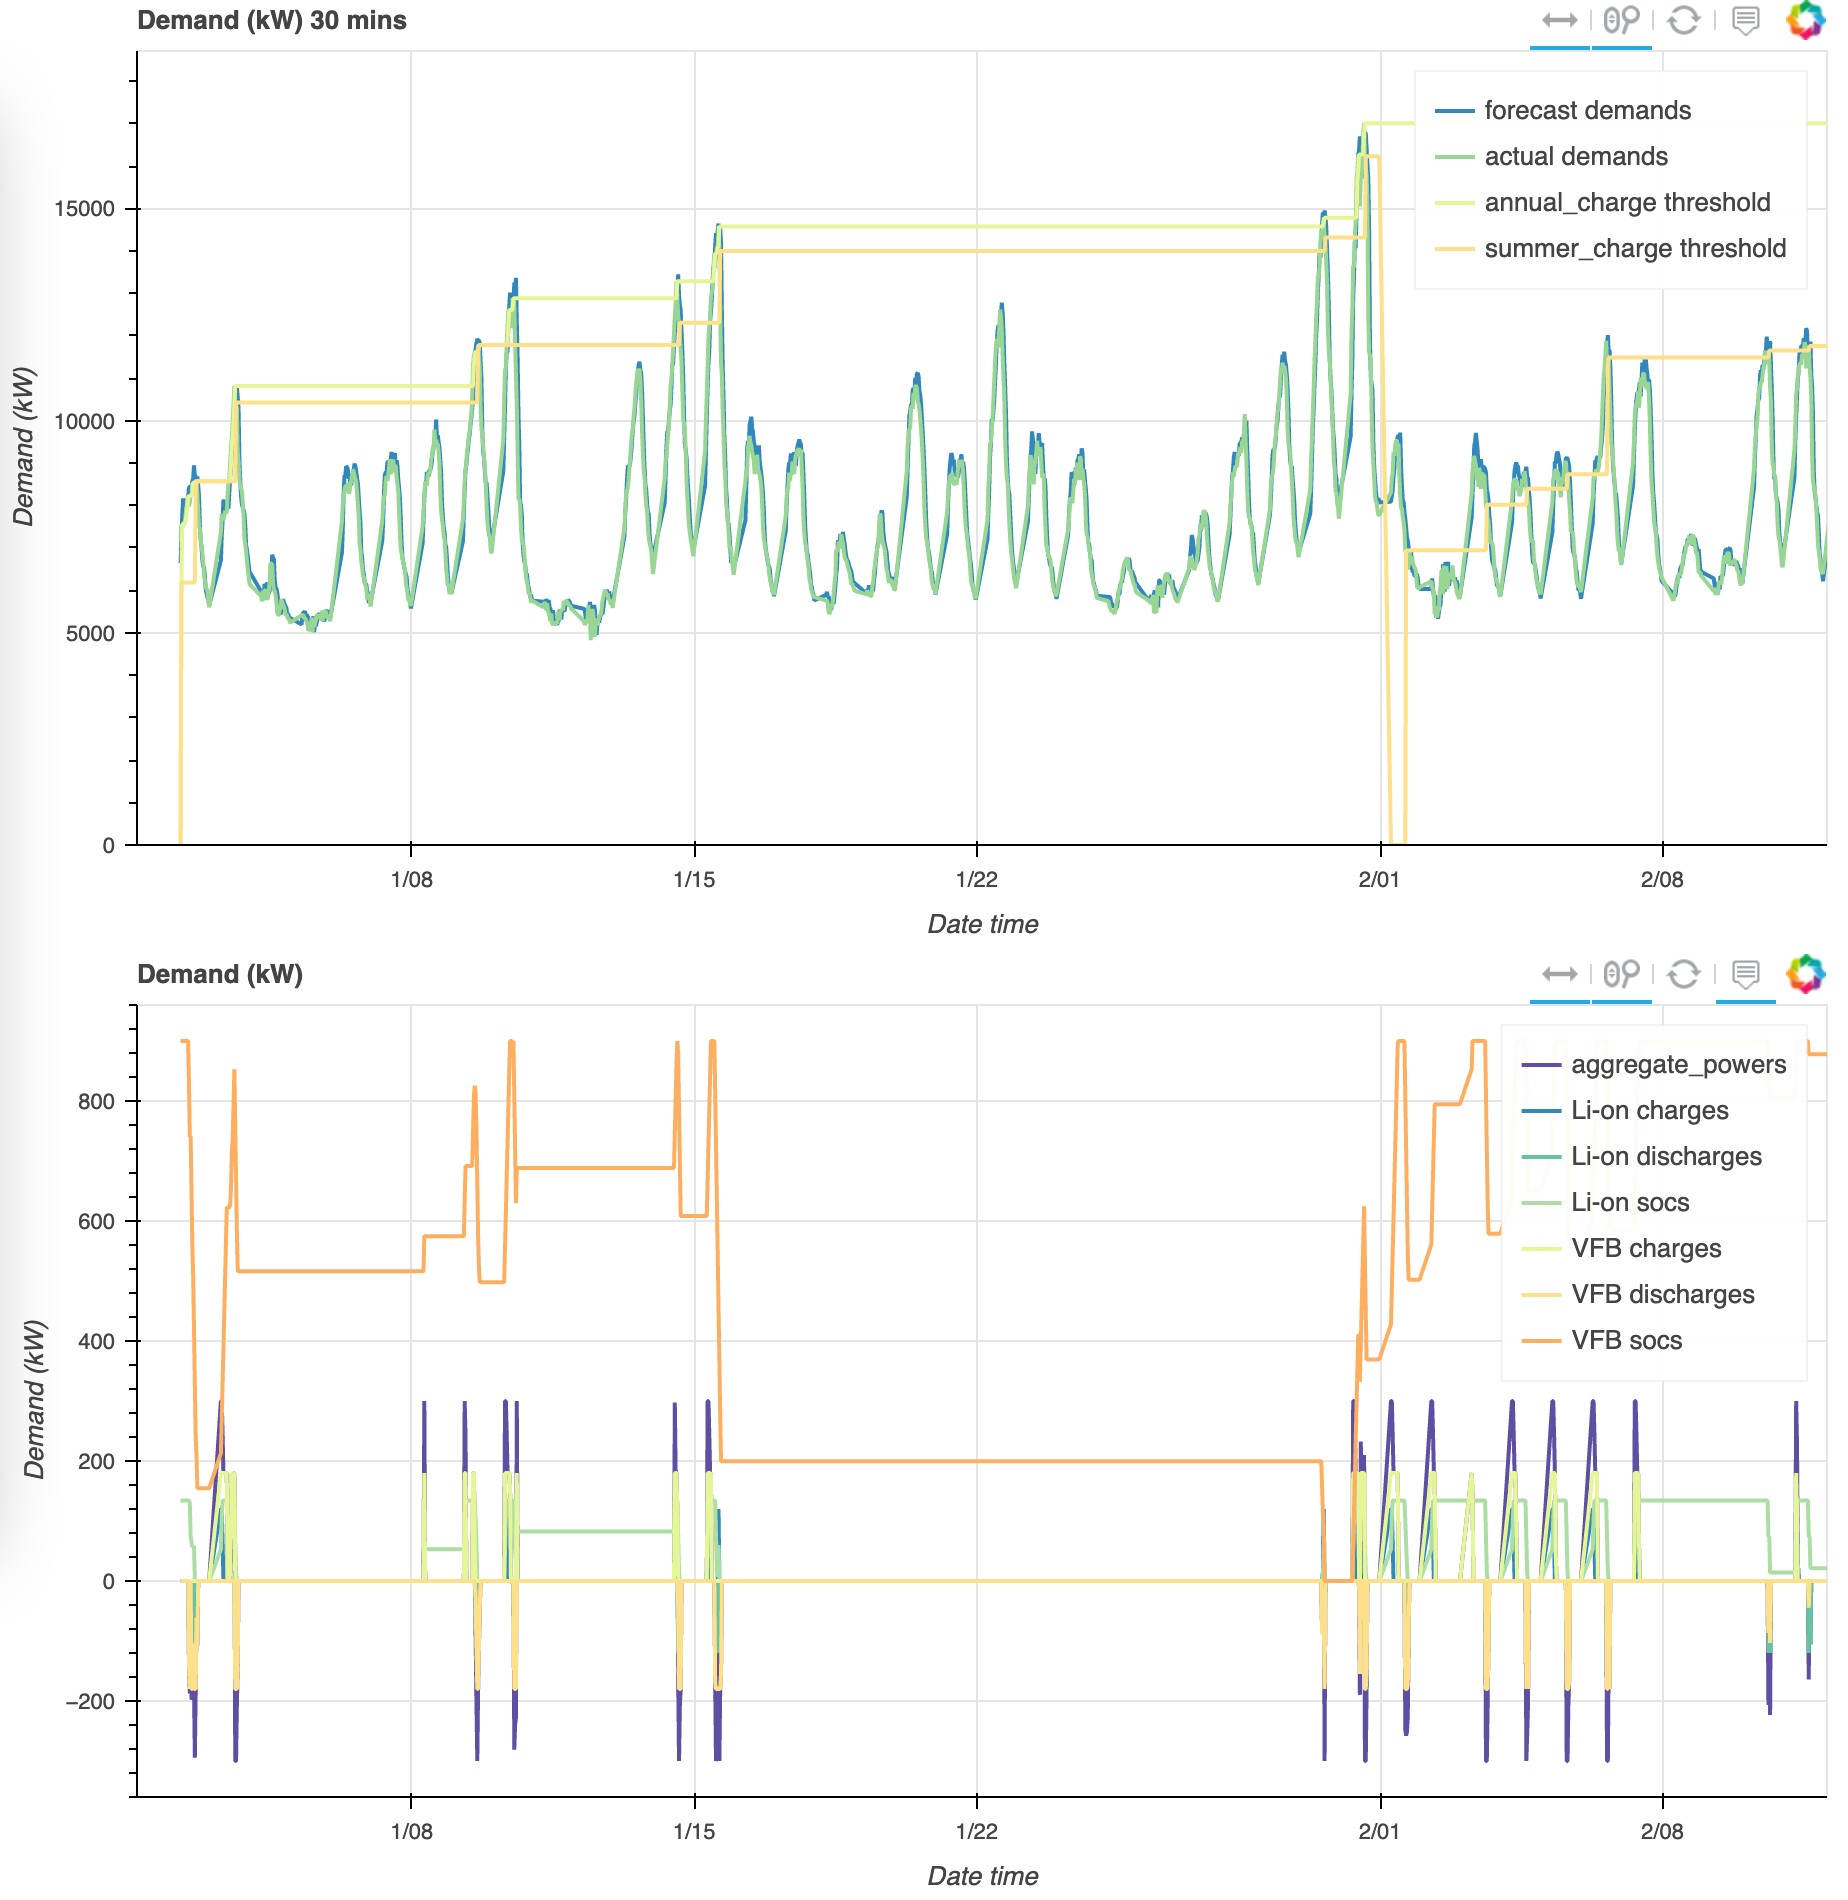 Demand (kW) 30 mins
forecast demands
actual demands
annual_charge threshold
summer_charge threshold
15000
10000
5000
0
Demand (kW)
1/08
1/15
1/22
2/01
2/08
Date time
Demand (kW)
aggregate_powers
Li-on charges
Li-on discharges
Li-on socs
VFB charges
VFB discharges
VFB socs
800
600
400
200
0
−200
Demand (kW)
1/08
1/15
1/22
2/01
2/08
Date time